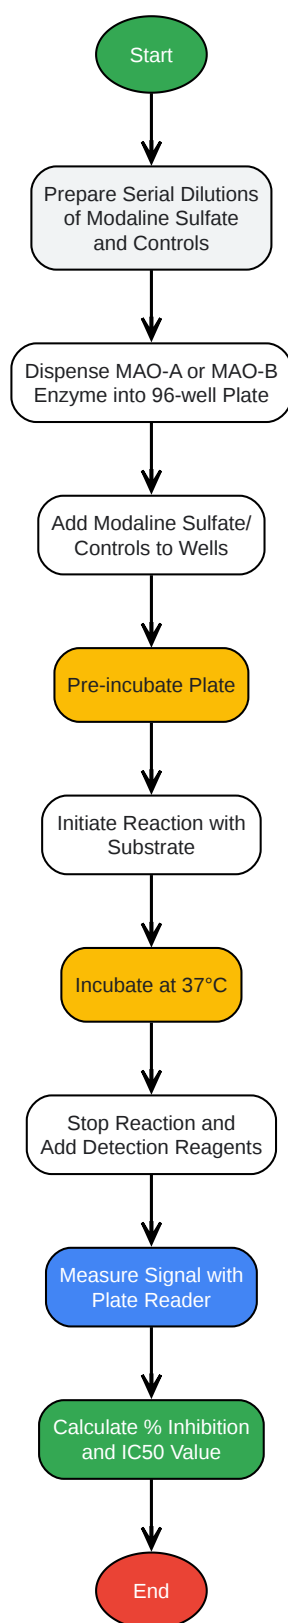 Start
Prepare Serial Dilutions
of Modaline Sulfate
and Controls
Dispense MAO-A or MAO-B
Enzyme into 96-well Plate
Add Modaline Sulfate/
Controls to Wells
Pre-incubate Plate
Initiate Reaction with
Substrate
Incubate at 37°C
Stop Reaction and
Add Detection Reagents
Measure Signal with
Plate Reader
Calculate % Inhibition
and IC50 Value
End